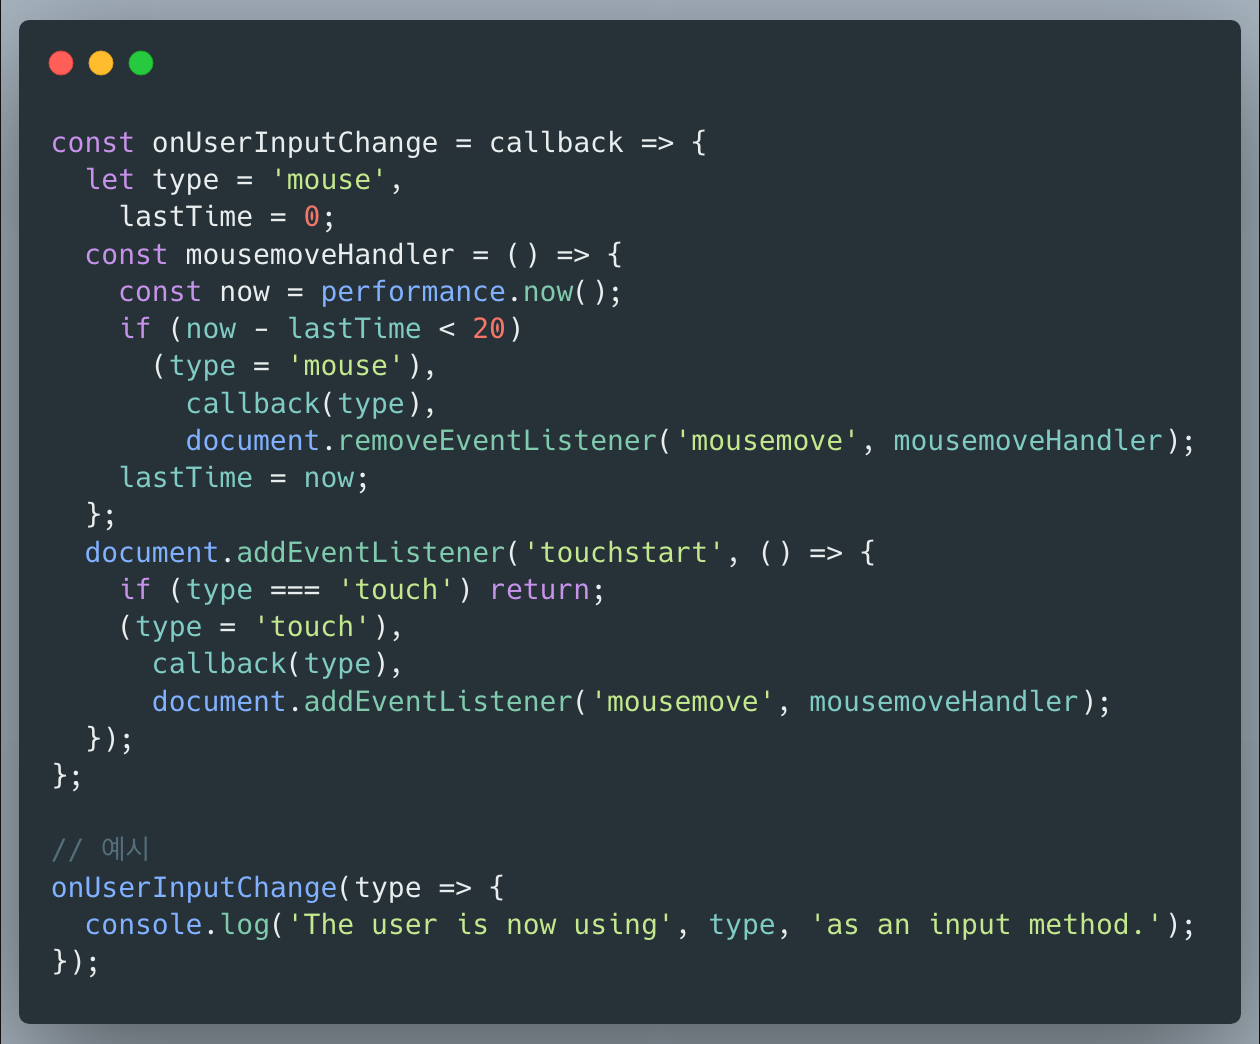 const onUserInputChange = callback => {
  let type = 'mouse',
    lastTime = 0;
  const mousemoveHandler = () => {
    const now = performance.now();
    if (now - lastTime < 20)
      (type = 'mouse'),
        callback(type),
        document.removeEventListener('mousemove', mousemoveHandler);
    lastTime = now;
  };
  document.addEventListener('touchstart', () => {
    if (type === 'touch') return;
    (type = 'touch'),
      callback(type),
      document.addEventListener('mousemove', mousemoveHandler);
  });
};

// 예시
onUserInputChange(type => {
  console.log('The user is now using', type, 'as an input method.');
});